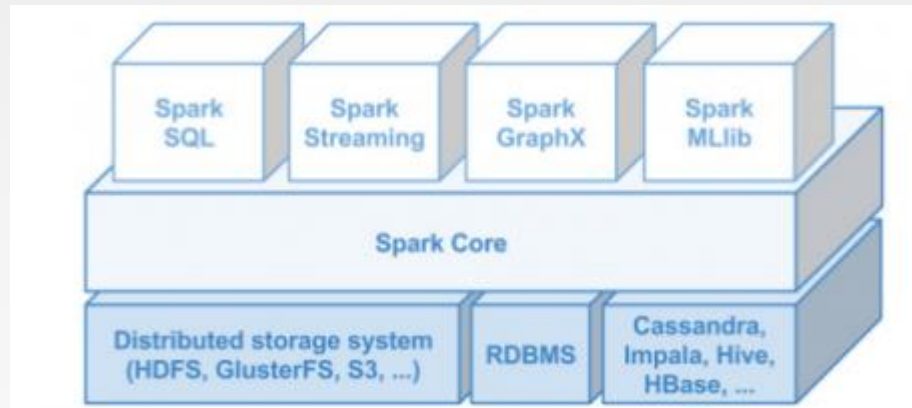 Spark
SQL
Spark
Streaming
Spark
GraphX
Spark
MLlib
Spark Core
Distributed storage system
(HDFS, GlusterFS, S3, ...)
RDBMS
Cassandra,
Impala, Hive,
HBase, ...